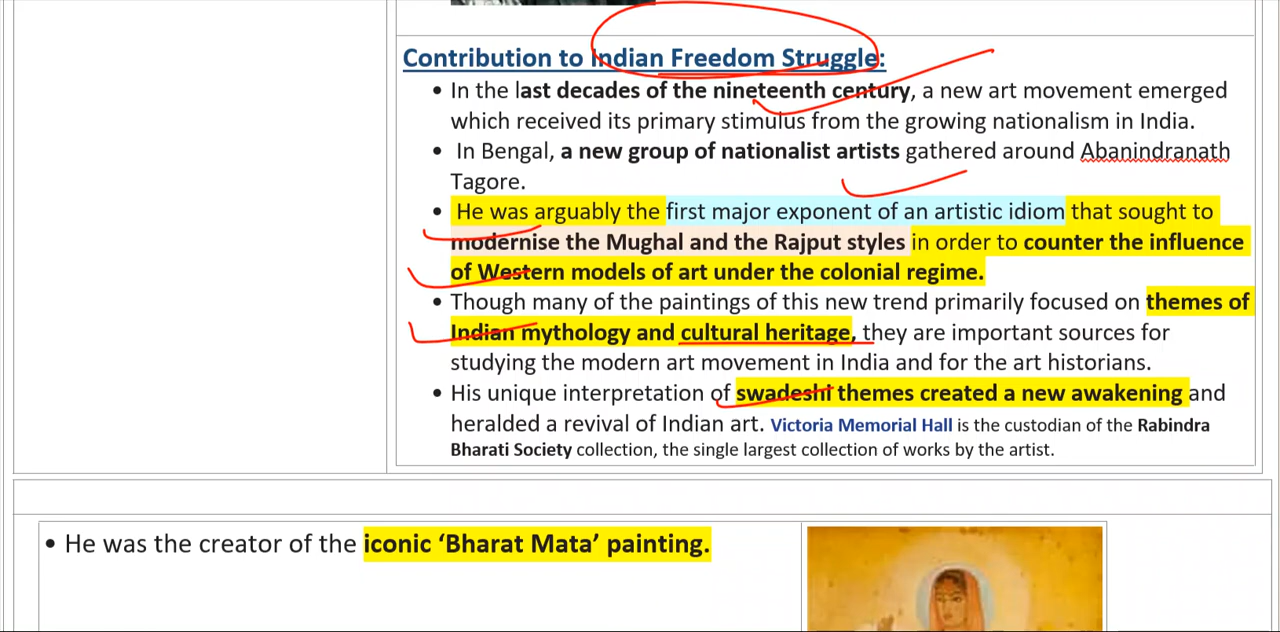 Contribution to Indian Freedom Struggle:
• In the last decades of the nineteenth century, a new art movement emerged
which received its primary stimulus from the growing nationalism in India.
• In Bengal, a new group of nationalist artists gathered around Abanindranath
Tagore.
• He was arguably the first major exponent of an artistic idiom that sought to
modernise the Mughal and the Rajput styles in order to counter the influence
of Western models of art under the colonial regime.
• Though many of the paintings of this new trend primarily focused on themes of
Indian mythology and cultural heritage, they are important sources for
studying the modern art movement in India and for the art historians.
• His unique interpretation of swadeshi themes created a new awakening and
heralded a revival of Indian art. Victoria Memorial Hall is the custodian of the Rabindra
Bharati Society collection, the single largest collection of works by the artist.
• He was the creator of the iconic ‘Bharat Mata’ painting.